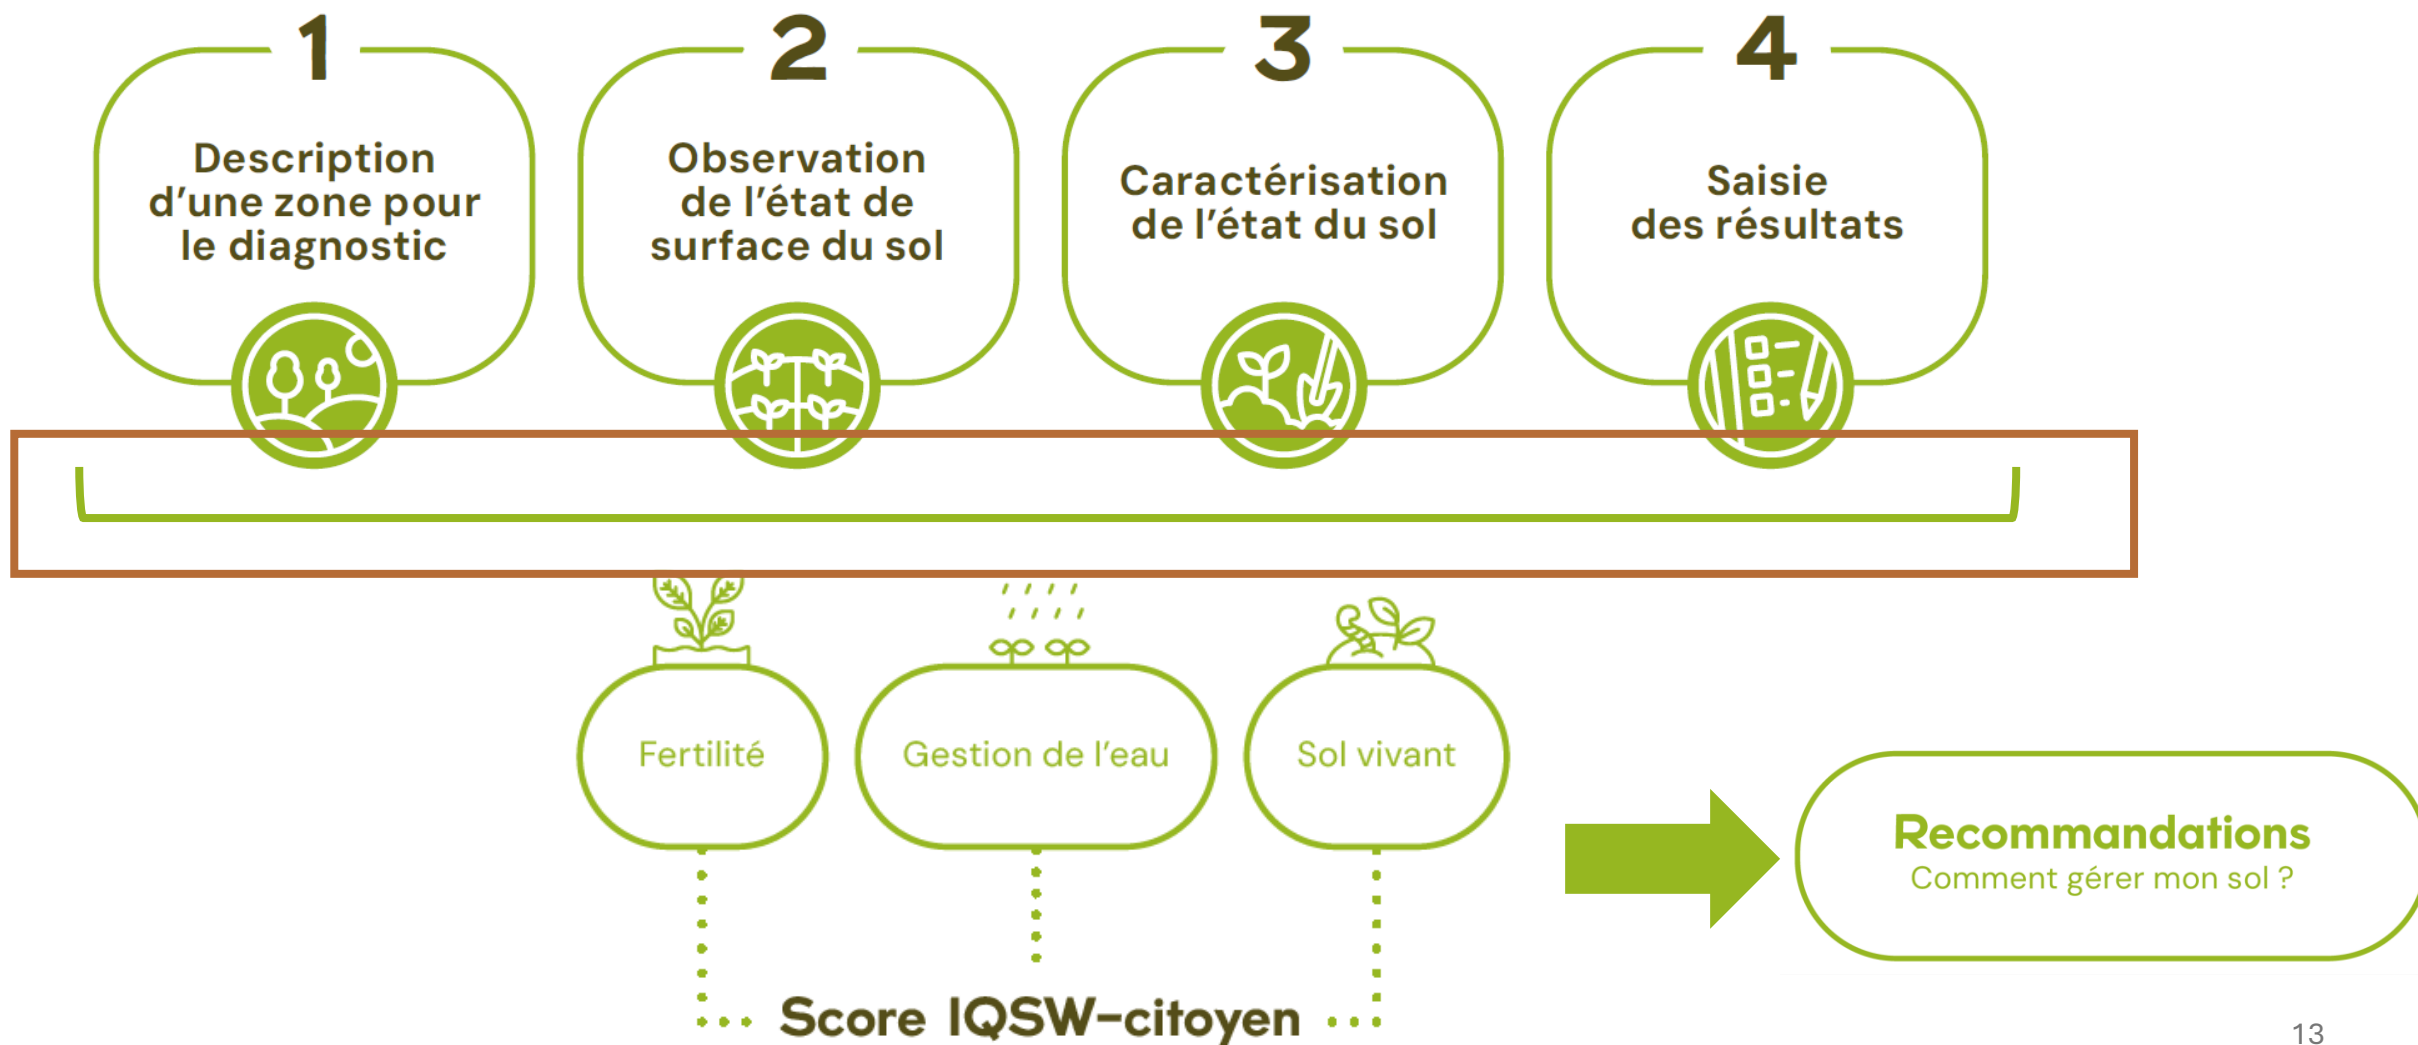 1
Description
d'une zone pour
le diagnostic
2
Observation
de l'état de
surface du sol
3
Caractérisation
de l'état du sol
4
Saisie
des résultats
Fertilité
Gestion de l'eau
Sol vivant
Recommandations
Comment gérer mon sol ?
Score IQSW-citoyen
13